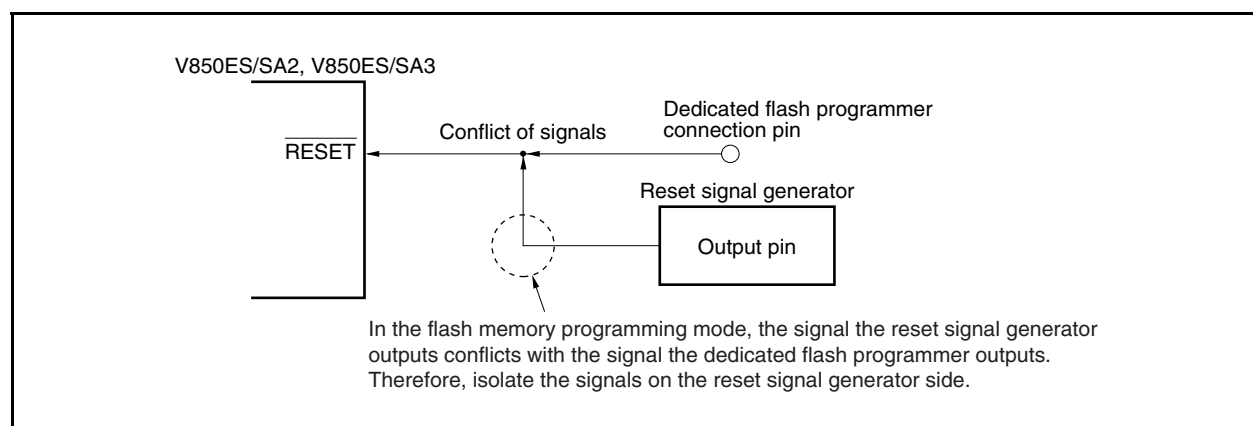 V850ES/SA2, V850ES/SA3
Dedicated flash programmer
connection pin
Conflict of signals
RESET
Reset signal generator
Output pin
In the flash memory programming mode, the signal the reset signal generator
outputs conflicts with the signal the dedicated flash programmer outputs.
Therefore, isolate the signals on the reset signal generator side.